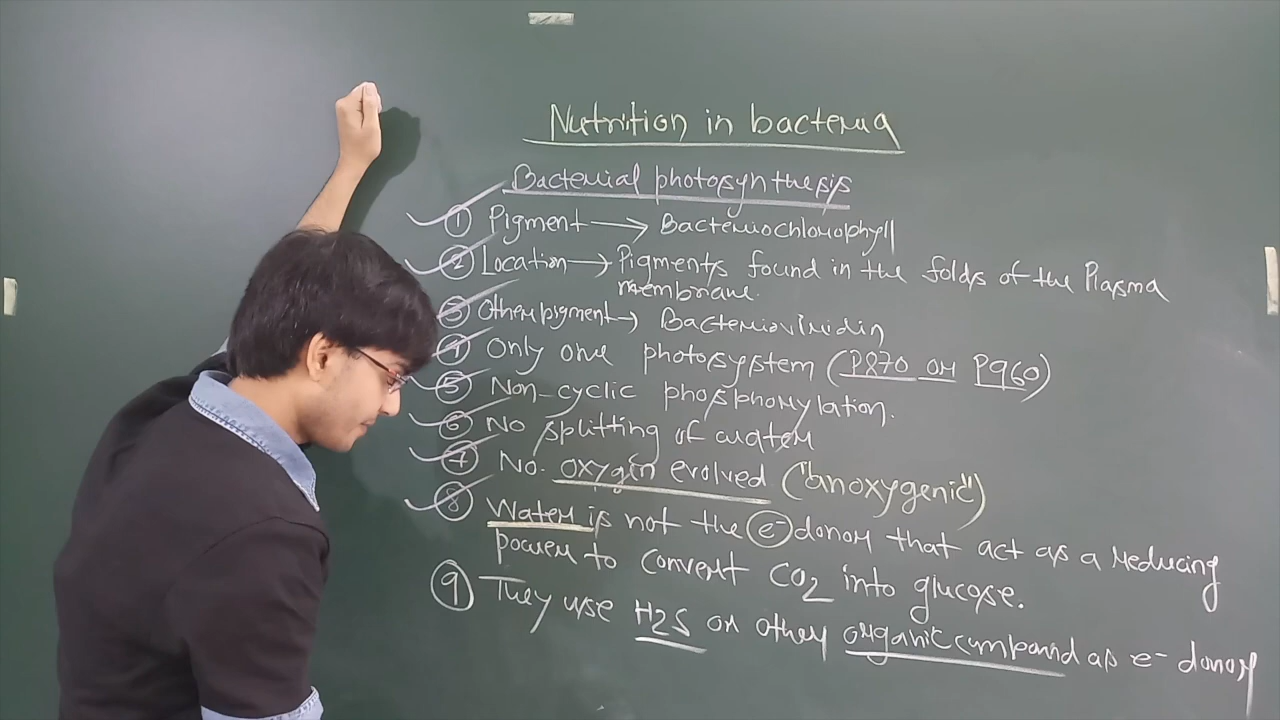 Nutrition in bacteria
Bacterial photosynthesis
① Pigment → Bacteriochlorophyll
② Location → Pigments found in the folds of the Plasma
membrane.
③ Other pigment → Bacterioviridin
④ Only one photosystem (P870 or P960)
⑤ Non-cyclic phosphorylation.
⑥ No splitting of water
⑦ No. oxygin evolved ("anoxygenic")
⑧ Water is not the e⁻ donor that act as a reducing
power to convert CO2 into glucose.
⑨ They use H2S or other organic compound as e⁻ donor